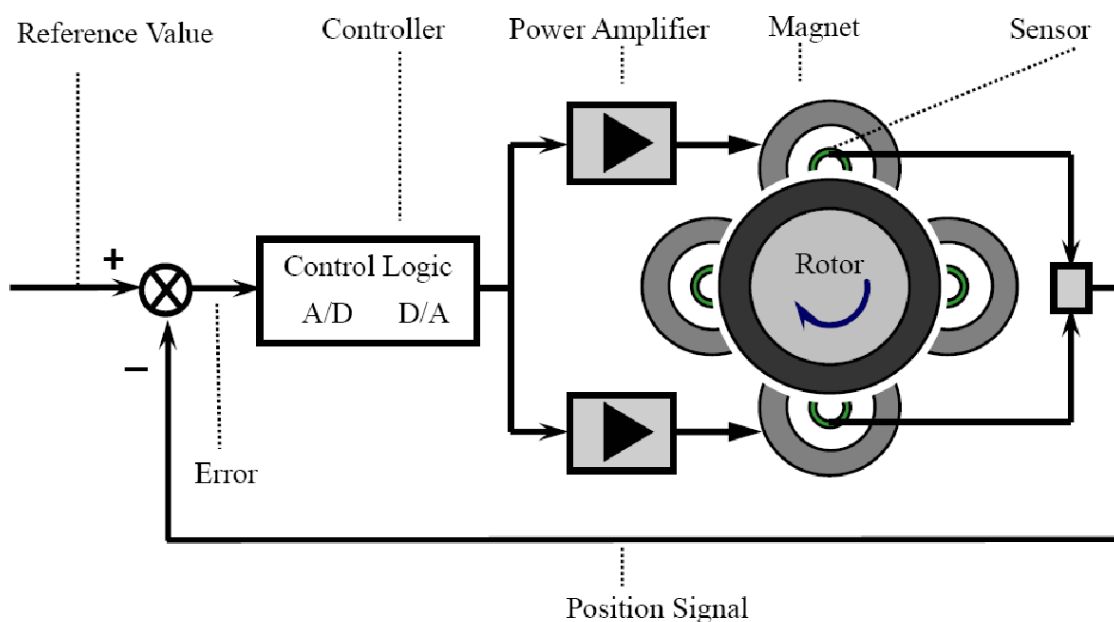 Reference Value
Controller
Power Amplifier
Magnet
Sensor
+
Control Logic
A/D D/A
Rotor
−
Error
Position Signal